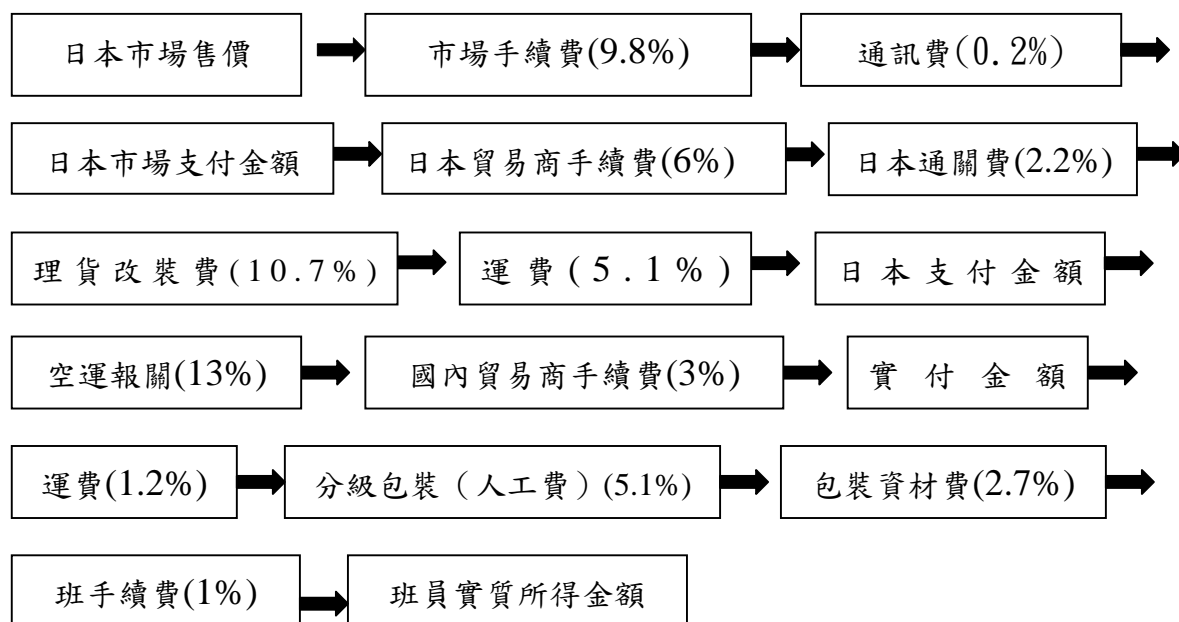 日本市場售價 市場手續費(9.8%) 通訊費(0.2%)
日本市場支付金額 日本貿易商手續費(6%) 日本通關費(2.2%)
理貨改裝費(10.7%) 運費(5.1%) 日本支付金額
空運報關(13%) 國內貿易商手續費(3%) 實付金額
運費(1.2%) 分級包裝（人工費）(5.1%) 包裝資材費(2.7%)
班手續費(1%) 班員實質所得金額